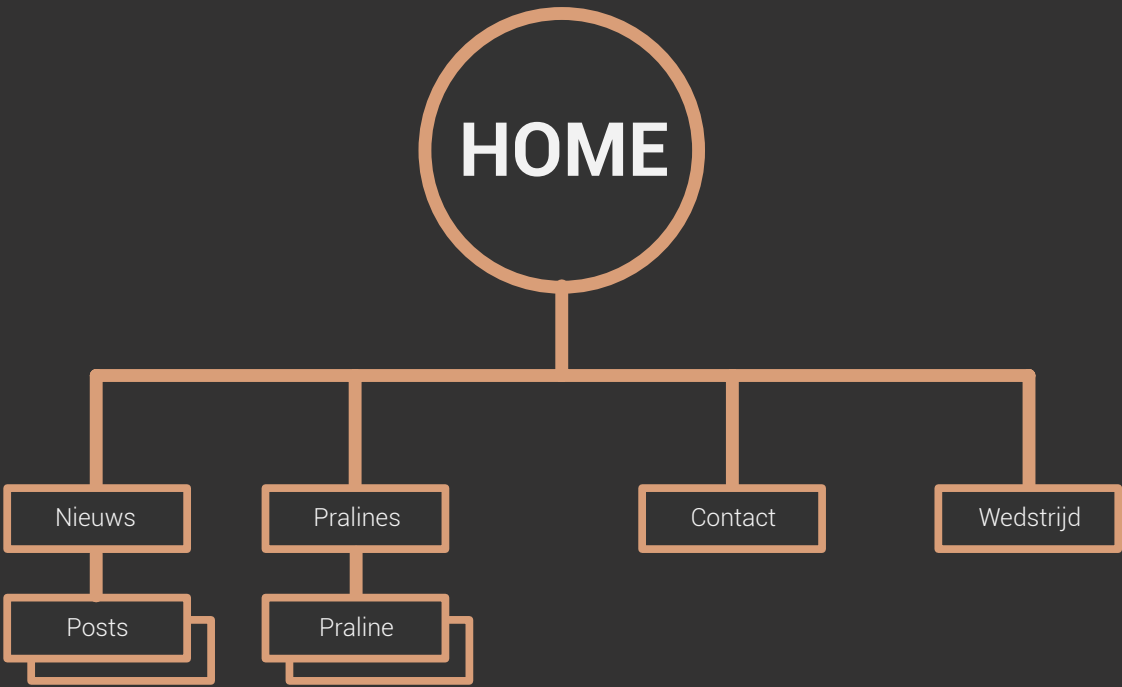 HOME
Nieuws
Pralines
Contact
Wedstrijd
Posts
Praline